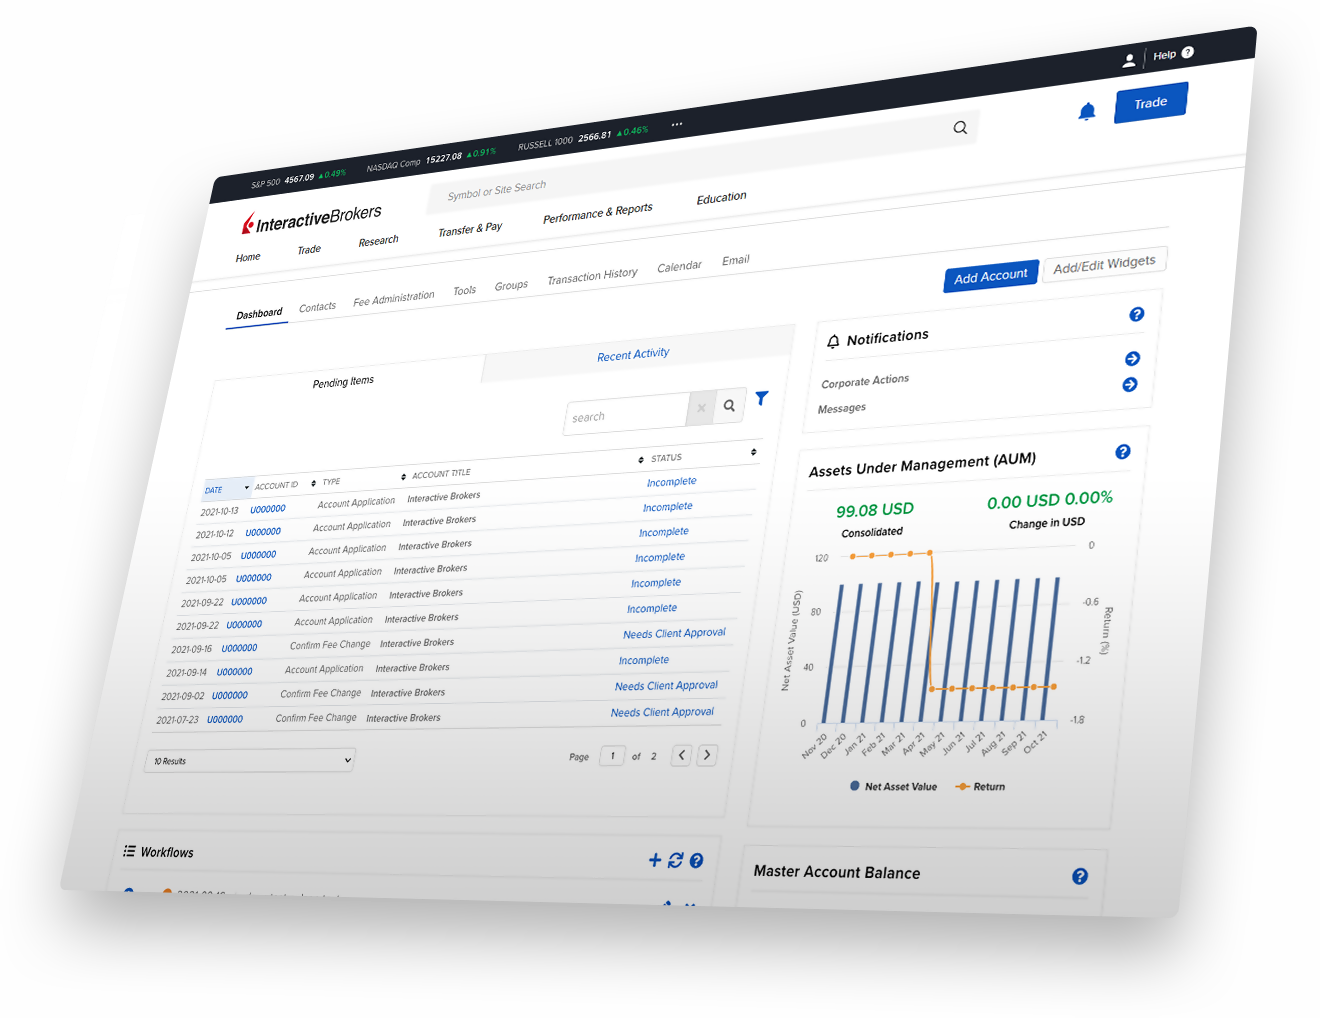 Help ?
S&P 500 4567.09 ▲0.49% NASDAQ Comp 15227.08 ▲0.91% RUSSELL 1000 2566.81 ▲0.46% ...
Trade
Symbol or Site Search
InteractiveBrokers
Home Trade Research Transfer & Pay Performance & Reports Education
Dashboard Contacts Fee Administration Tools Groups Transaction History Calendar Email
Add Account Add/Edit Widgets
Pending Items Recent Activity
search
DATE ACCOUNT ID TYPE ACCOUNT TITLE STATUS
2021-10-13 U000000 Account Application Interactive Brokers Incomplete
2021-10-12 U000000 Account Application Interactive Brokers Incomplete
2021-10-05 U000000 Account Application Interactive Brokers Incomplete
2021-10-05 U000000 Account Application Interactive Brokers Incomplete
2021-09-22 U000000 Account Application Interactive Brokers Incomplete
2021-09-22 U000000 Account Application Interactive Brokers Incomplete
2021-09-16 U000000 Confirm Fee Change Interactive Brokers Needs Client Approval
2021-09-14 U000000 Account Application Interactive Brokers Incomplete
2021-09-02 U000000 Confirm Fee Change Interactive Brokers Needs Client Approval
2021-07-23 U000000 Confirm Fee Change Interactive Brokers Needs Client Approval
10 Results
Page 1 of 2
Workflows
Notifications
Corporate Actions
Messages
Assets Under Management (AUM)
99.08 USD 0.00 USD 0.00%
Consolidated Change in USD
120
80
40
0
Net Asset Value (USD)
0
-0.6
-1.2
-1.8
Return (%)
Nov 20 Dec 20 Jan 21 Feb 21 Mar 21 Apr 21 May 21 Jun 21 Jul 21 Aug 21 Sep 21 Oct 21
Net Asset Value Return
Master Account Balance